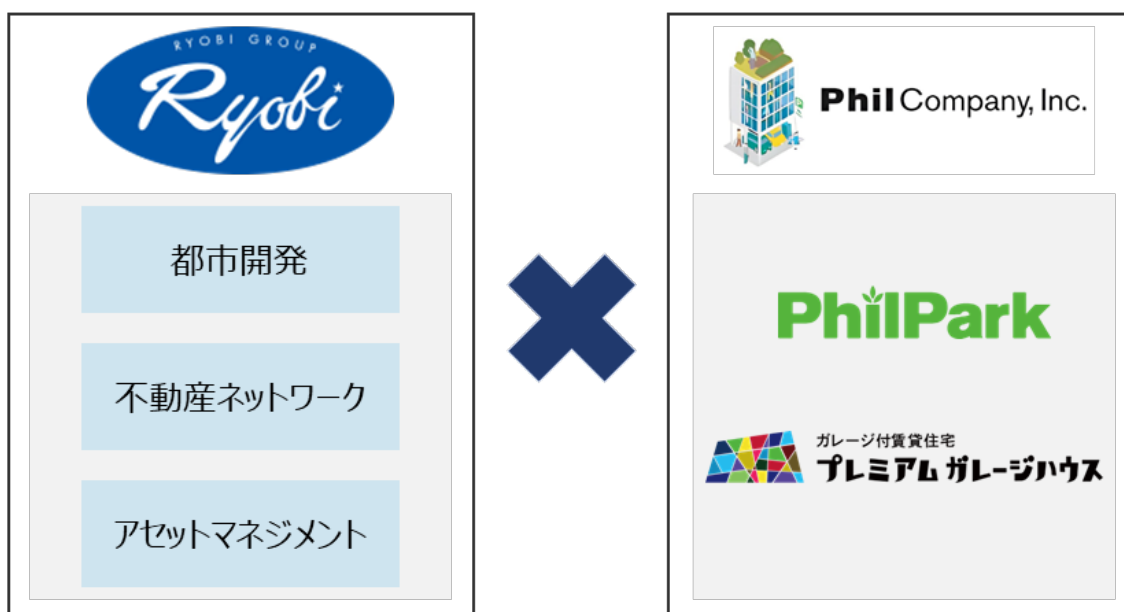 RYOBI GROUP
Ryobi
都市開発
不動産ネットワーク
アセットマネジメント
Phil Company, Inc.
PhilPark
ガレージ付賃貸住宅
プレミアムガレージハウス